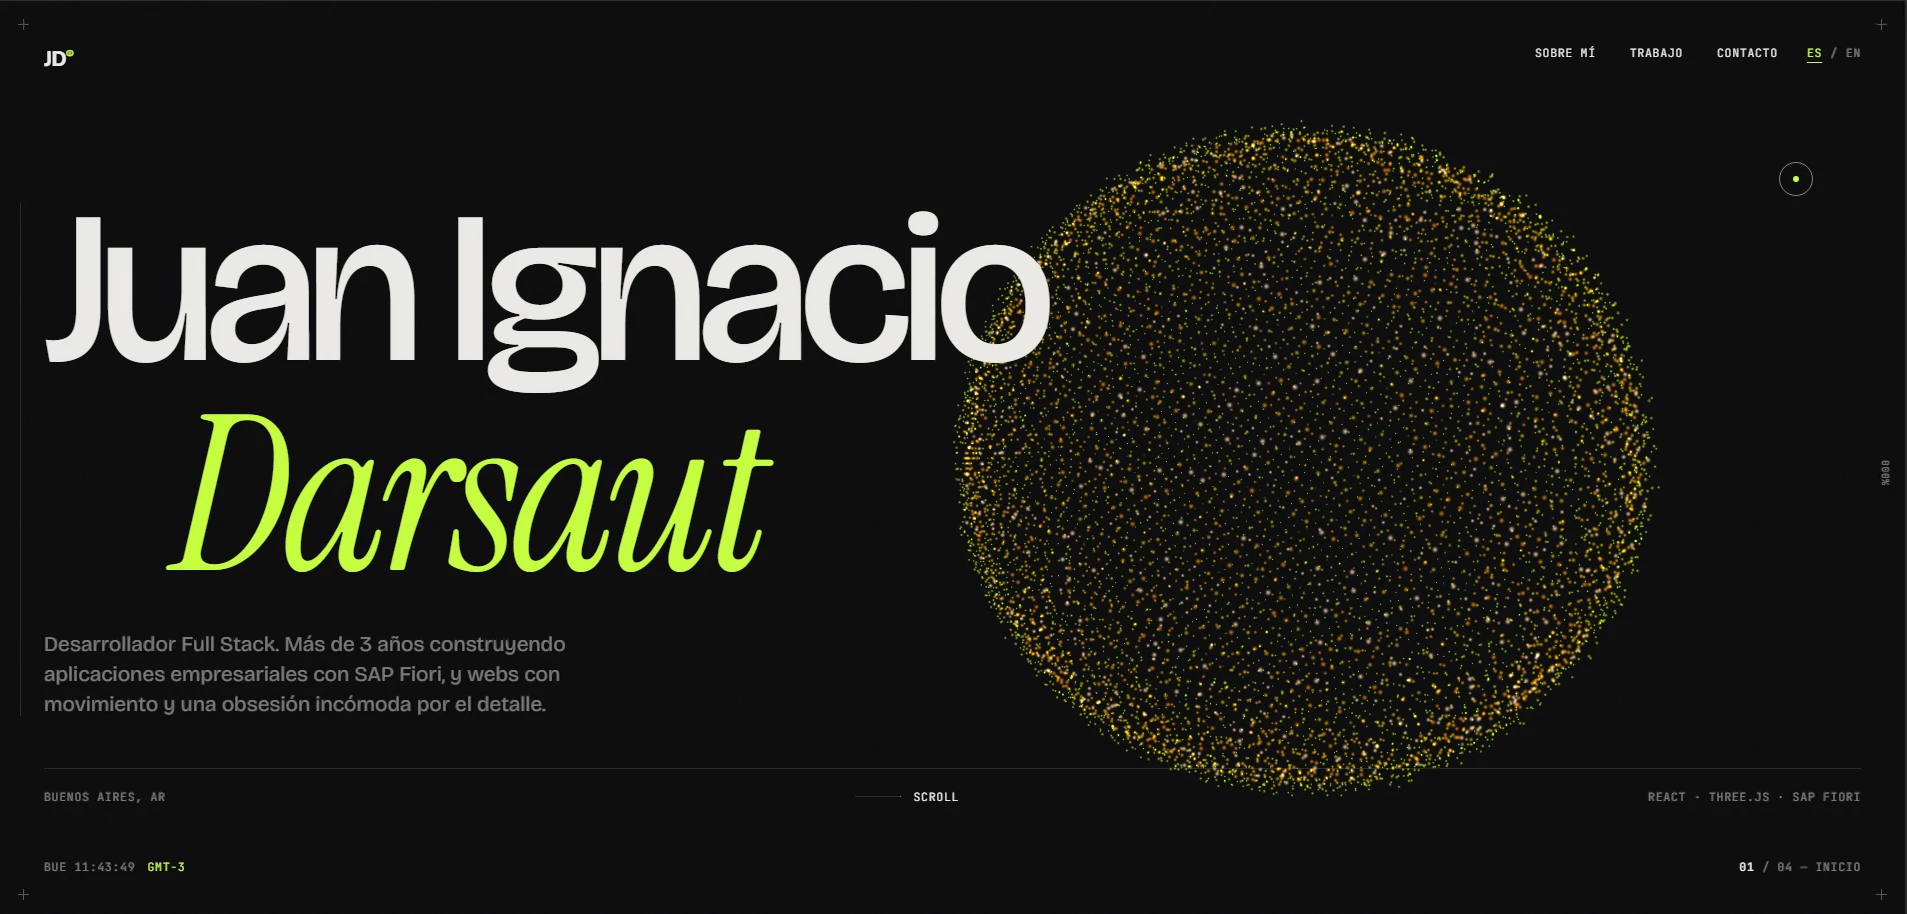 JD
SOBRE MÍ
TRABAJO
CONTACTO
ES / EN
Juan Ignacio
Darsaut
Desarrollador Full Stack. Más de 3 años construyendo
aplicaciones empresariales con SAP Fiori, y webs con
movimiento y una obsesión incómoda por el detalle.
000%
BUENOS AIRES, AR
SCROLL
REACT · THREE.JS · SAP FIORI
BUE 11:43:49 GMT-3
01 / 04 — INICIO